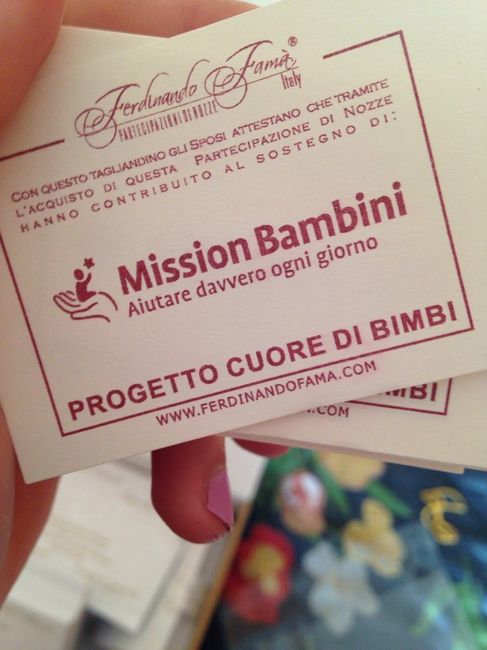 Ferdinando Famà®
PARTECIPAZIONI DI NOZZE
Italy
CON QUESTO TAGLIANDINO GLI SPOSI ATTESTANO CHE TRAMITE
L'ACQUISTO DI QUESTA PARTECIPAZIONE DI NOZZE
HANNO CONTRIBUITO AL SOSTEGNO DI:
Mission Bambini
Aiutare davvero ogni giorno
PROGETTO CUORE DI BIMBI
WWW.FERDINANDOFAMA.COM
BIMBI
.COM